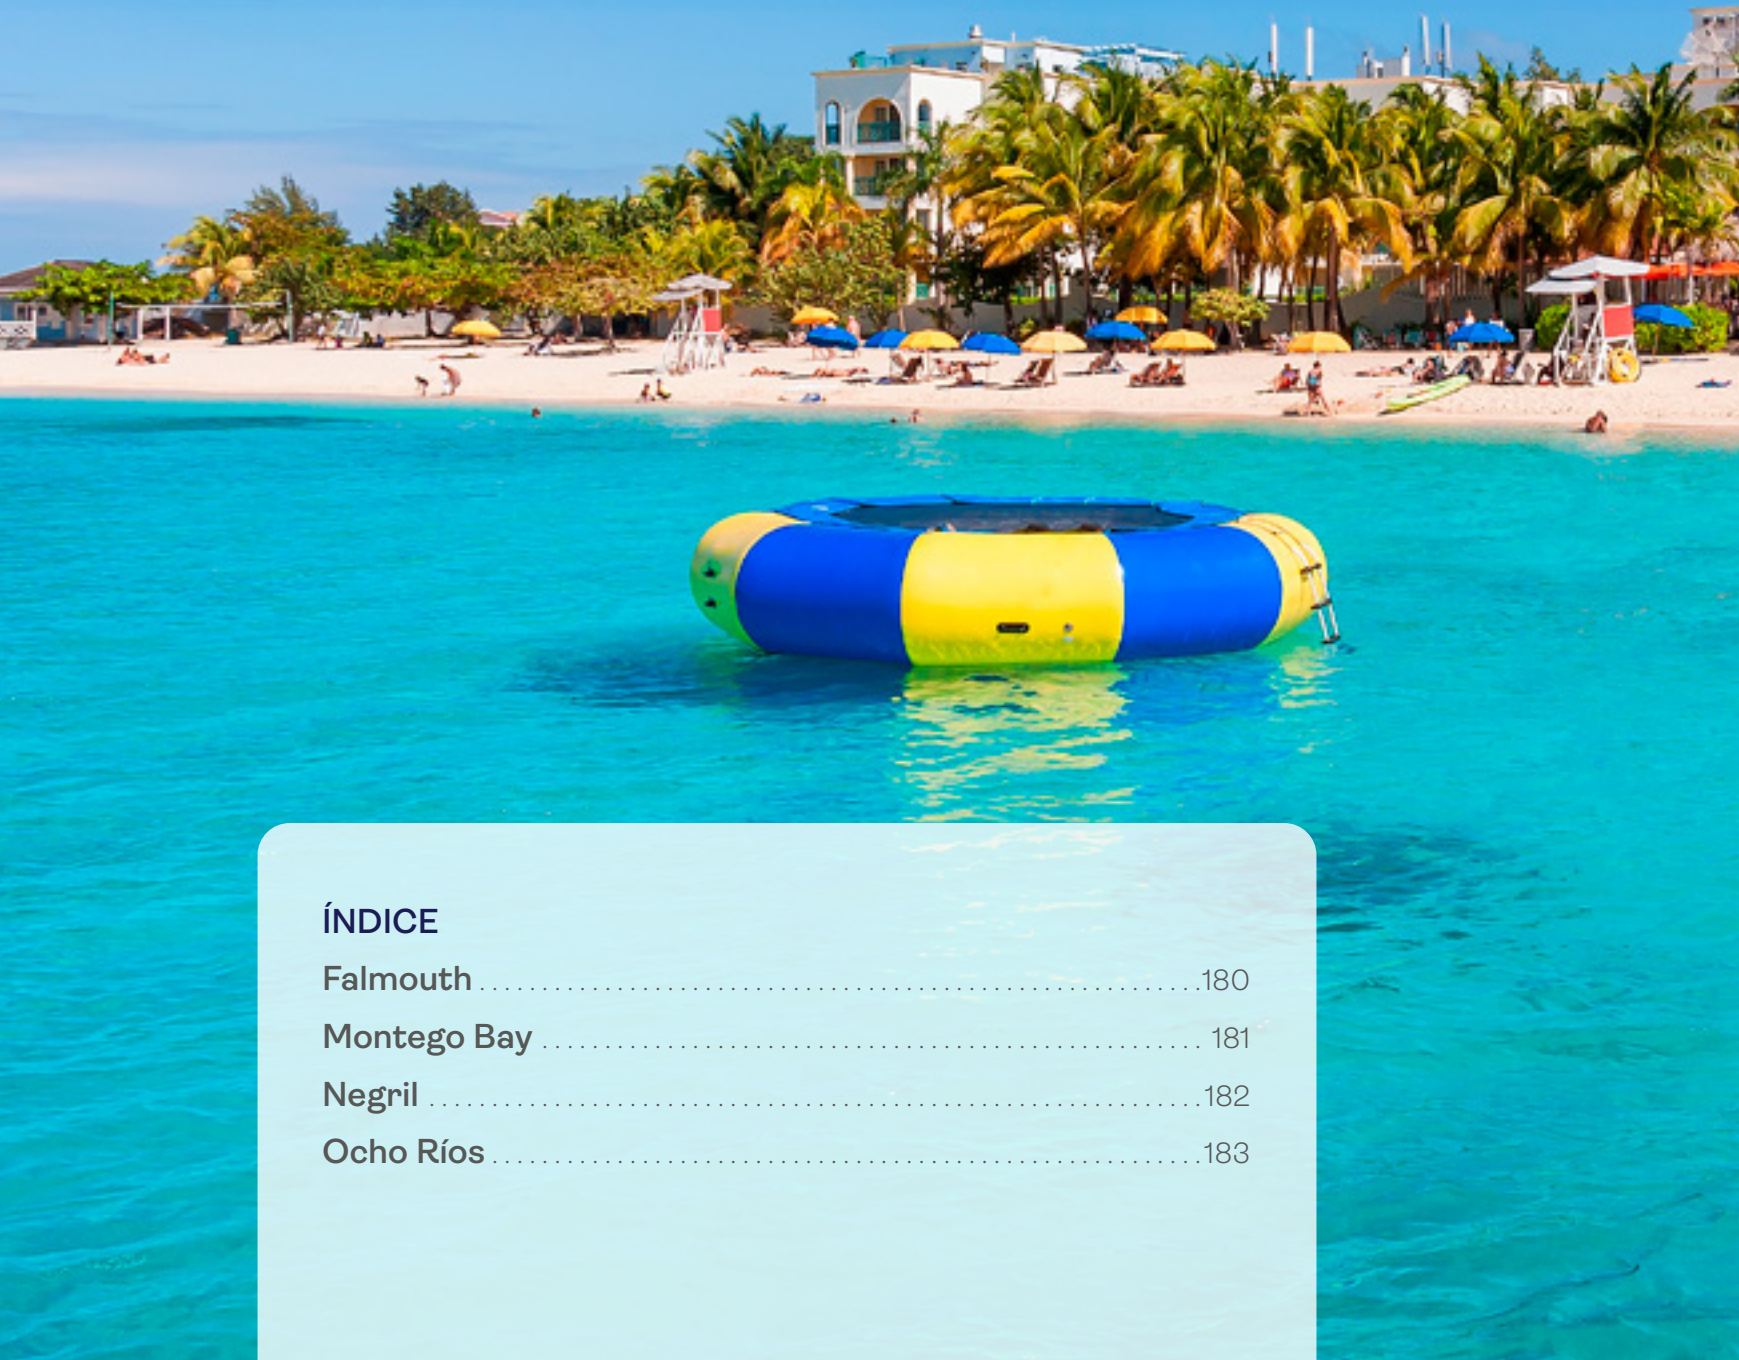 ÍNDICE
Falmouth ........................................................180
Montego Bay .................................................... 181
Negril .............................................................182
Ocho Ríos ........................................................183